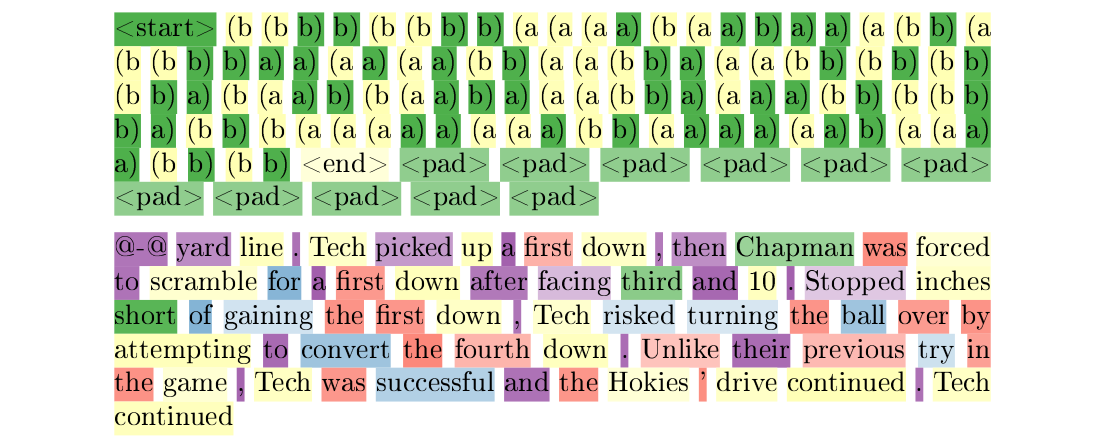 <start> (b (b b) b) (b (b b) b) (a (a (a a) (b (a a) b) a) a) (a (b b) (a
(b (b b) b) a) a) (a a) (a a) (b b) (a (a (b b) a) (a (a (b b) (b b) (b b)
(b b) a) (b (a a) b) (b (a a) b) a) (a (a (b b) a) (a a) a) (b b) (b (b b)
b) a) (b b) (b (a (a (a a) a) (a (a a) (b b) (a a) a) a) (a a) b) (a (a a)
a) (b b) (b b) <end> <pad> <pad> <pad> <pad> <pad> <pad>
<pad> <pad> <pad> <pad> <pad>
@-@ yard line . Tech picked up a first down , then Chapman was forced
to scramble for a first down after facing third and 10 . Stopped inches
short of gaining the first down , Tech risked turning the ball over by
attempting to convert the fourth down . Unlike their previous try in
the game , Tech was successful and the Hokies ' drive continued . Tech
continued